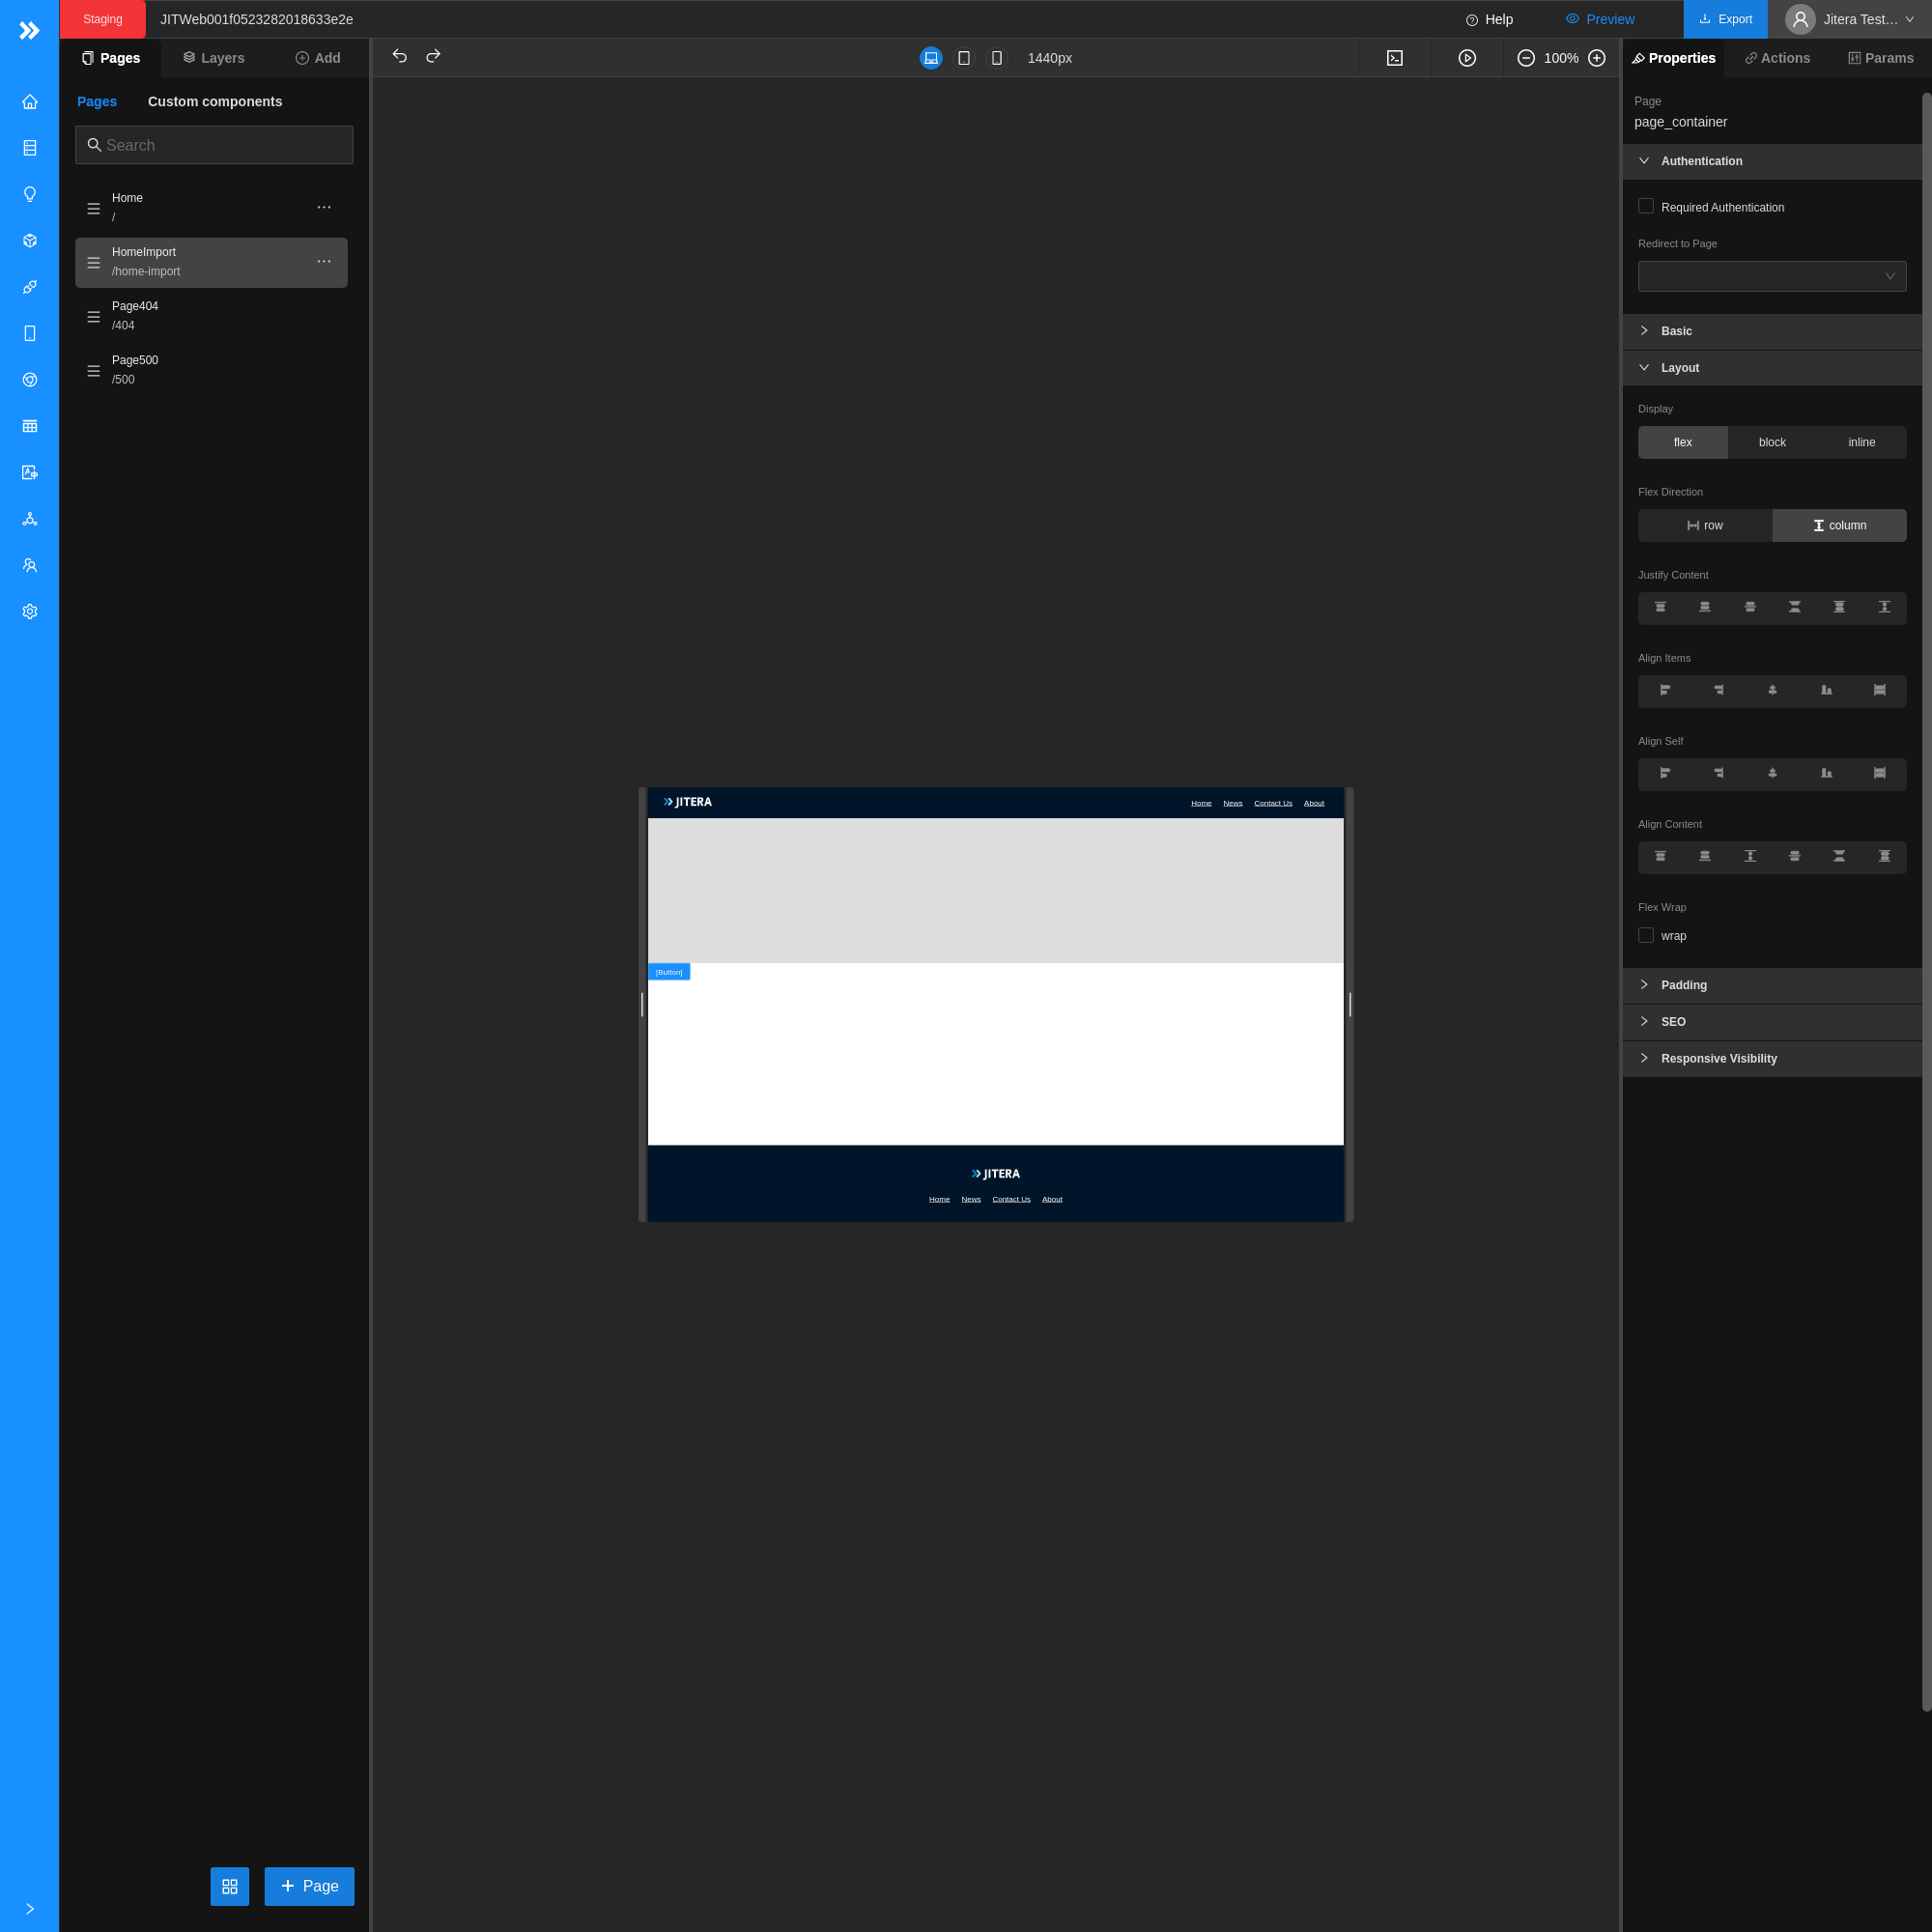 Staging
JITWeb001f0523282018633e2e
Help
Preview
Export
Jitera Test...
Pages
Layers
Add
1440px
100%
Properties
Actions
Params
Pages
Custom components
Search
Home
/
HomeImport
/home-import
Page404
/404
Page500
/500
Page
JITERA
Home News Contact Us About
[Button]
JITERA
Home News Contact Us About
Page
page_container
Authentication
Required Authentication
Redirect to Page
Basic
Layout
Display
flex block inline
Flex Direction
row column
Justify Content
Align Items
Align Self
Align Content
Flex Wrap
wrap
Padding
SEO
Responsive Visibility